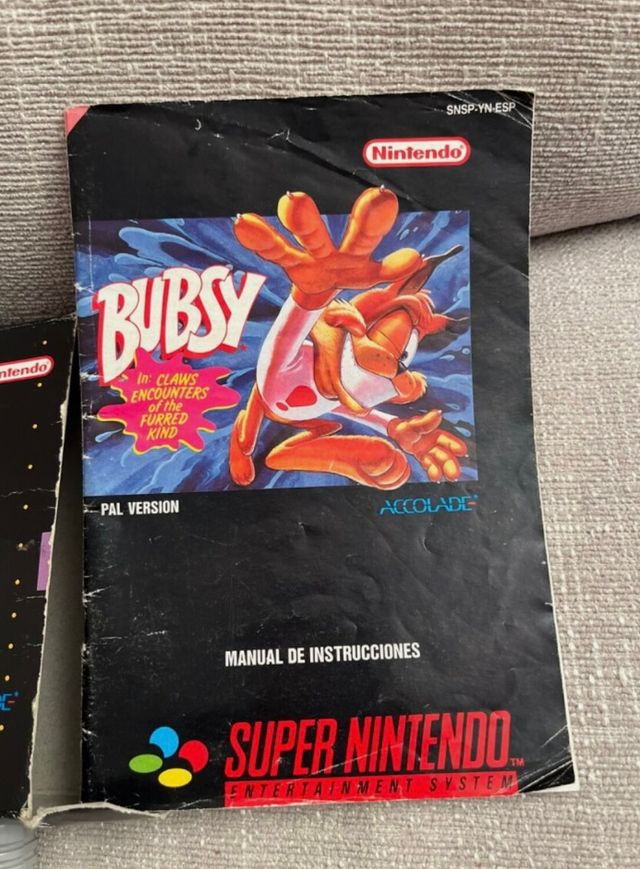 SNSP-YN-ESP
Nintendo
BUBSY
In: CLAWS
ENCOUNTERS
of the
FURRED
KIND
PAL VERSION
ACCOLADE
MANUAL DE INSTRUCCIONES
SUPER NINTENDO
TM
ENTERTAINMENT SYSTEM
ntendo